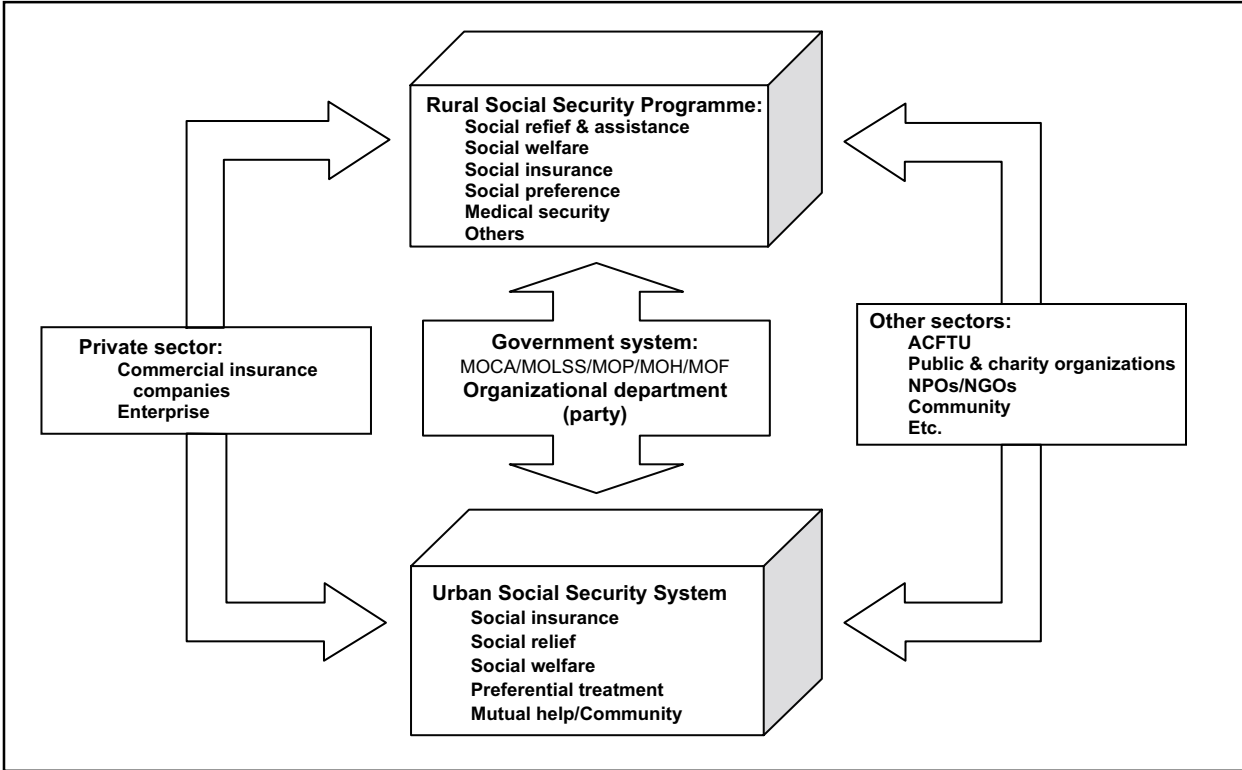 Rural Social Security Programme:
Social refief & assistance
Social welfare
Social insurance
Social preference
Medical security
Others
Private sector:
Commercial insurance
companies
Enterprise
Government system:
MOCA/MOLSS/MOP/MOH/MOF
Organizational department
(party)
Other sectors:
ACFTU
Public & charity organizations
NPOs/NGOs
Community
Etc.
Urban Social Security System
Social insurance
Social relief
Social welfare
Preferential treatment
Mutual help/Community